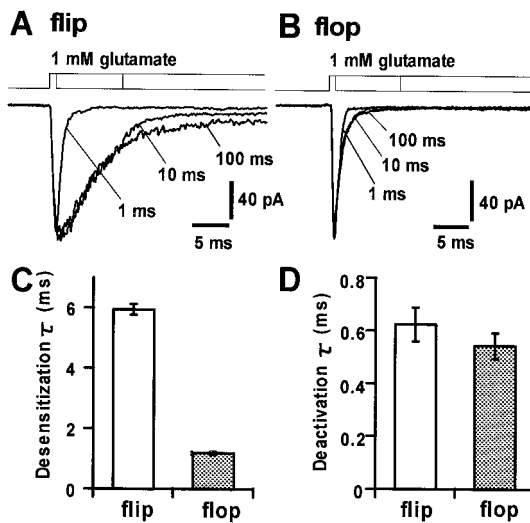 A flip
1 mM glutamate
1 ms
10 ms
100 ms
40 pA
5 ms
B flop
1 mM glutamate
100 ms
10 ms
1 ms
40 pA
5 ms
C
Desensitization τ (ms)
6
4
2
0
flip
flop
D
Deactivation τ (ms)
0.8
0.6
0.4
0.2
0
flip
flop